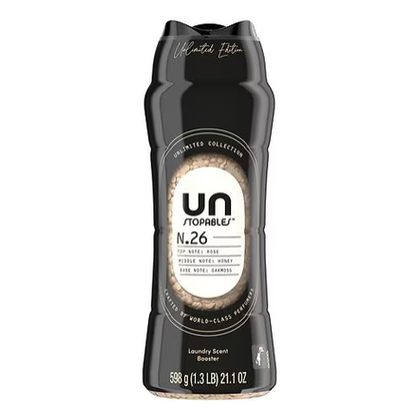 Unlimited Edition
UNLIMITED COLLECTION
un
STOPABLES™
N.26
TOP NOTE: ROSE
MIDDLE NOTE: HONEY
BASE NOTE: OAKMOSS
CRAFTED BY WORLD-CLASS PERFUMERS
Laundry Scent
Booster
598 g (1.3 LB) 21.1 OZ